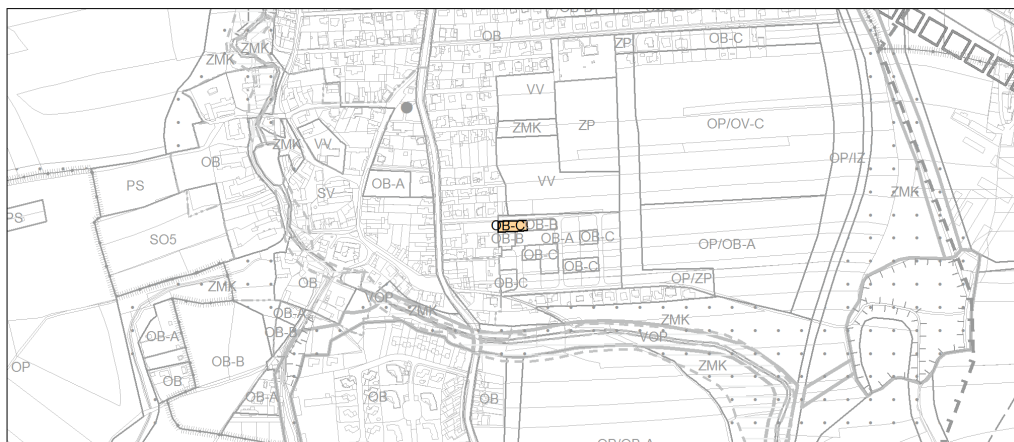 OB-B
OB
ZP
OB-C
ZMK
ZMK
VV
ZMK
ZP
OP/OV-C
ZMK
VV
OB
OP/IZ
PS
SV
OB-A
VV
ZMK
PS
SO5
OB-C
OB-B
OB-B
OB-A
OB-C
OP/OB-A
OB-C
OB-C
ZMK
OB
OB-C
OP/ZP
VOP
ZMK
ZMK
OB-A
OB-B
VOP
OB-A
OP
OB-B
OB
ZMK
OB-A
OB
OB
OP/OB-A